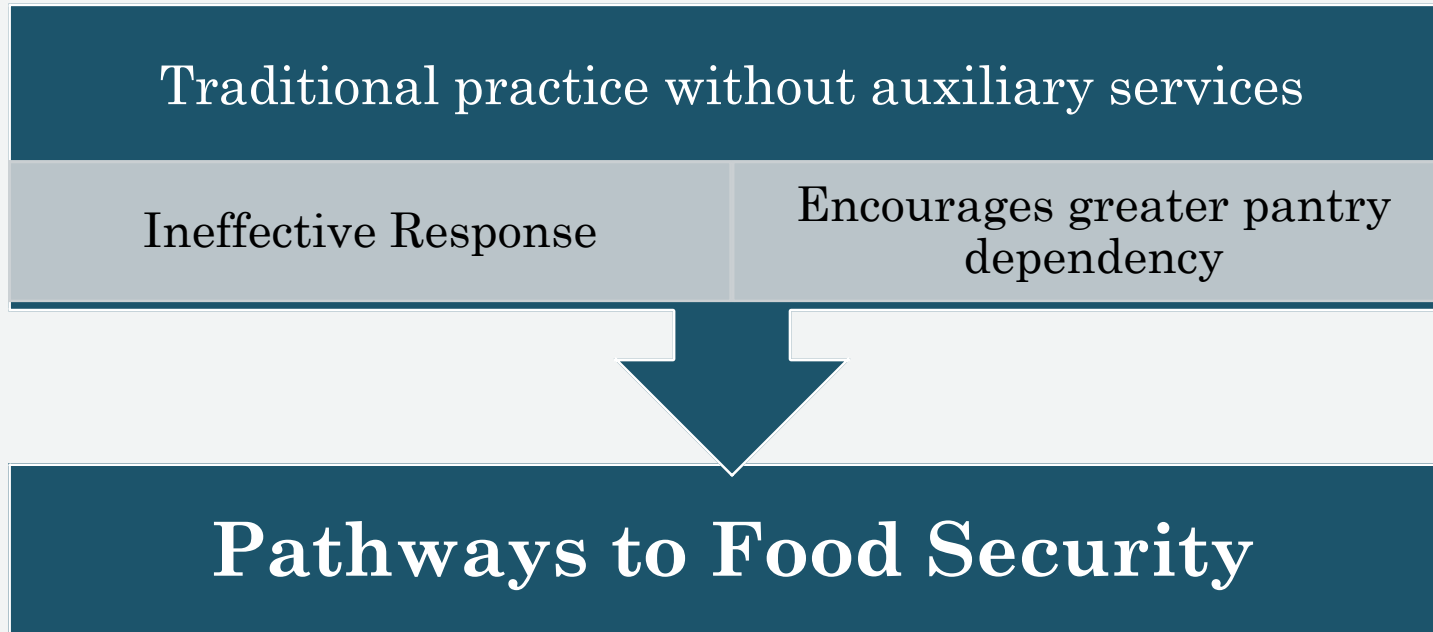 Traditional practice without auxiliary services
Ineffective Response
Encourages greater pantry
dependency
Pathways to Food Security